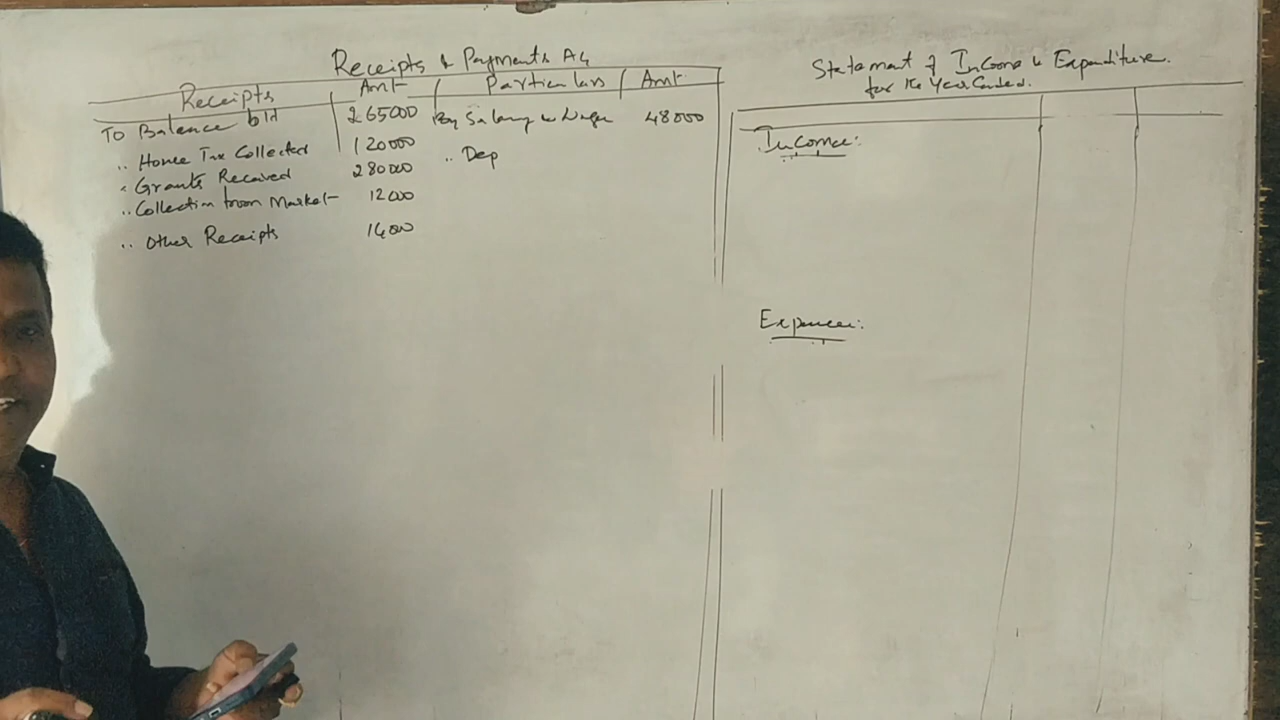 Receipts & Payments A/c
Receipts Amt Particulars Amt
To Balance b/d 265000 By Salary & Wages 48000
.. House Tax Collected 120000 .. Dep
" Grants Received 280000
.. Collection from Market 12000
.. Other Receipts 14000
Statement of Income & Expenditure
for the Year Ended.
Income:
Expenses: